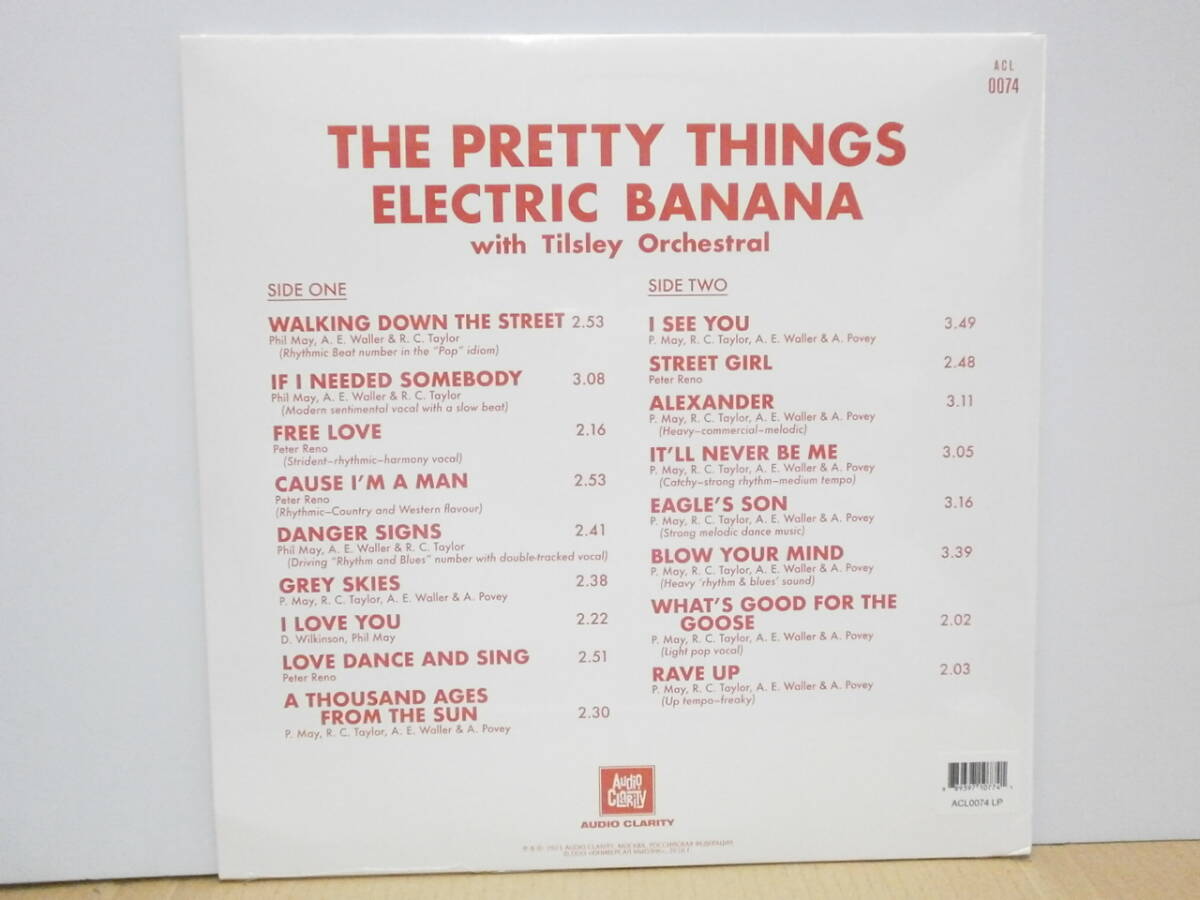 ACL
0074
THE PRETTY THINGS
ELECTRIC BANANA
with Tilsley Orchestral
SIDE ONE
WALKING DOWN THE STREET 2.53
Phil May, A. E. Waller & R. C. Taylor
(Rhythmic Beat number in the "Pop" idiom)
IF I NEEDED SOMEBODY 3.08
Phil May, A. E. Waller & R. C. Taylor
(Modern sentimental vocal with a slow beat)
FREE LOVE 2.16
Peter Reno
(Strident–rhythmic–harmony vocal)
CAUSE I'M A MAN 2.53
Peter Reno
(Rhythmic–Country and Western flavour)
DANGER SIGNS 2.41
Phil May, A. E. Waller & R. C. Taylor
(Driving "Rhythm and Blues" number with double-tracked vocal)
GREY SKIES 2.38
P. May, R. C. Taylor, A. E. Waller & A. Povey
I LOVE YOU 2.22
D. Wilkinson, Phil May
LOVE DANCE AND SING 2.51
Peter Reno
A THOUSAND AGES
FROM THE SUN 2.30
P. May, R. C. Taylor, A. E. Waller & A. Povey
SIDE TWO
I SEE YOU 3.49
P. May, R. C. Taylor, A. E. Waller & A. Povey
STREET GIRL 2.48
Peter Reno
ALEXANDER 3.11
P. May, R. C. Taylor, A. E. Waller & A. Povey
(Heavy–commercial–melodic)
IT'LL NEVER BE ME 3.05
P. May, R. C. Taylor, A. E. Waller & A. Povey
(Catchy–strong rhythm–medium tempo)
EAGLE'S SON 3.16
P. May, R. C. Taylor, A. E. Waller & A. Povey
(Strong melodic dance music)
BLOW YOUR MIND 3.39
P. May, R. C. Taylor, A. E. Waller & A. Povey
(Heavy 'rhythm & blues' sound)
WHAT'S GOOD FOR THE
GOOSE 2.02
P. May, R. C. Taylor, A. E. Waller & A. Povey
(Light pop vocal)
RAVE UP 2.03
P. May, R. C. Taylor, A. E. Waller & A. Povey
(Up tempo–freaky)
Audio
CLARITY
AUDIO CLARITY
AUDIO CLARITY, МОСКВА, РОССИЙСКАЯ ФЕДЕРАЦИЯ
ACL0074 LP